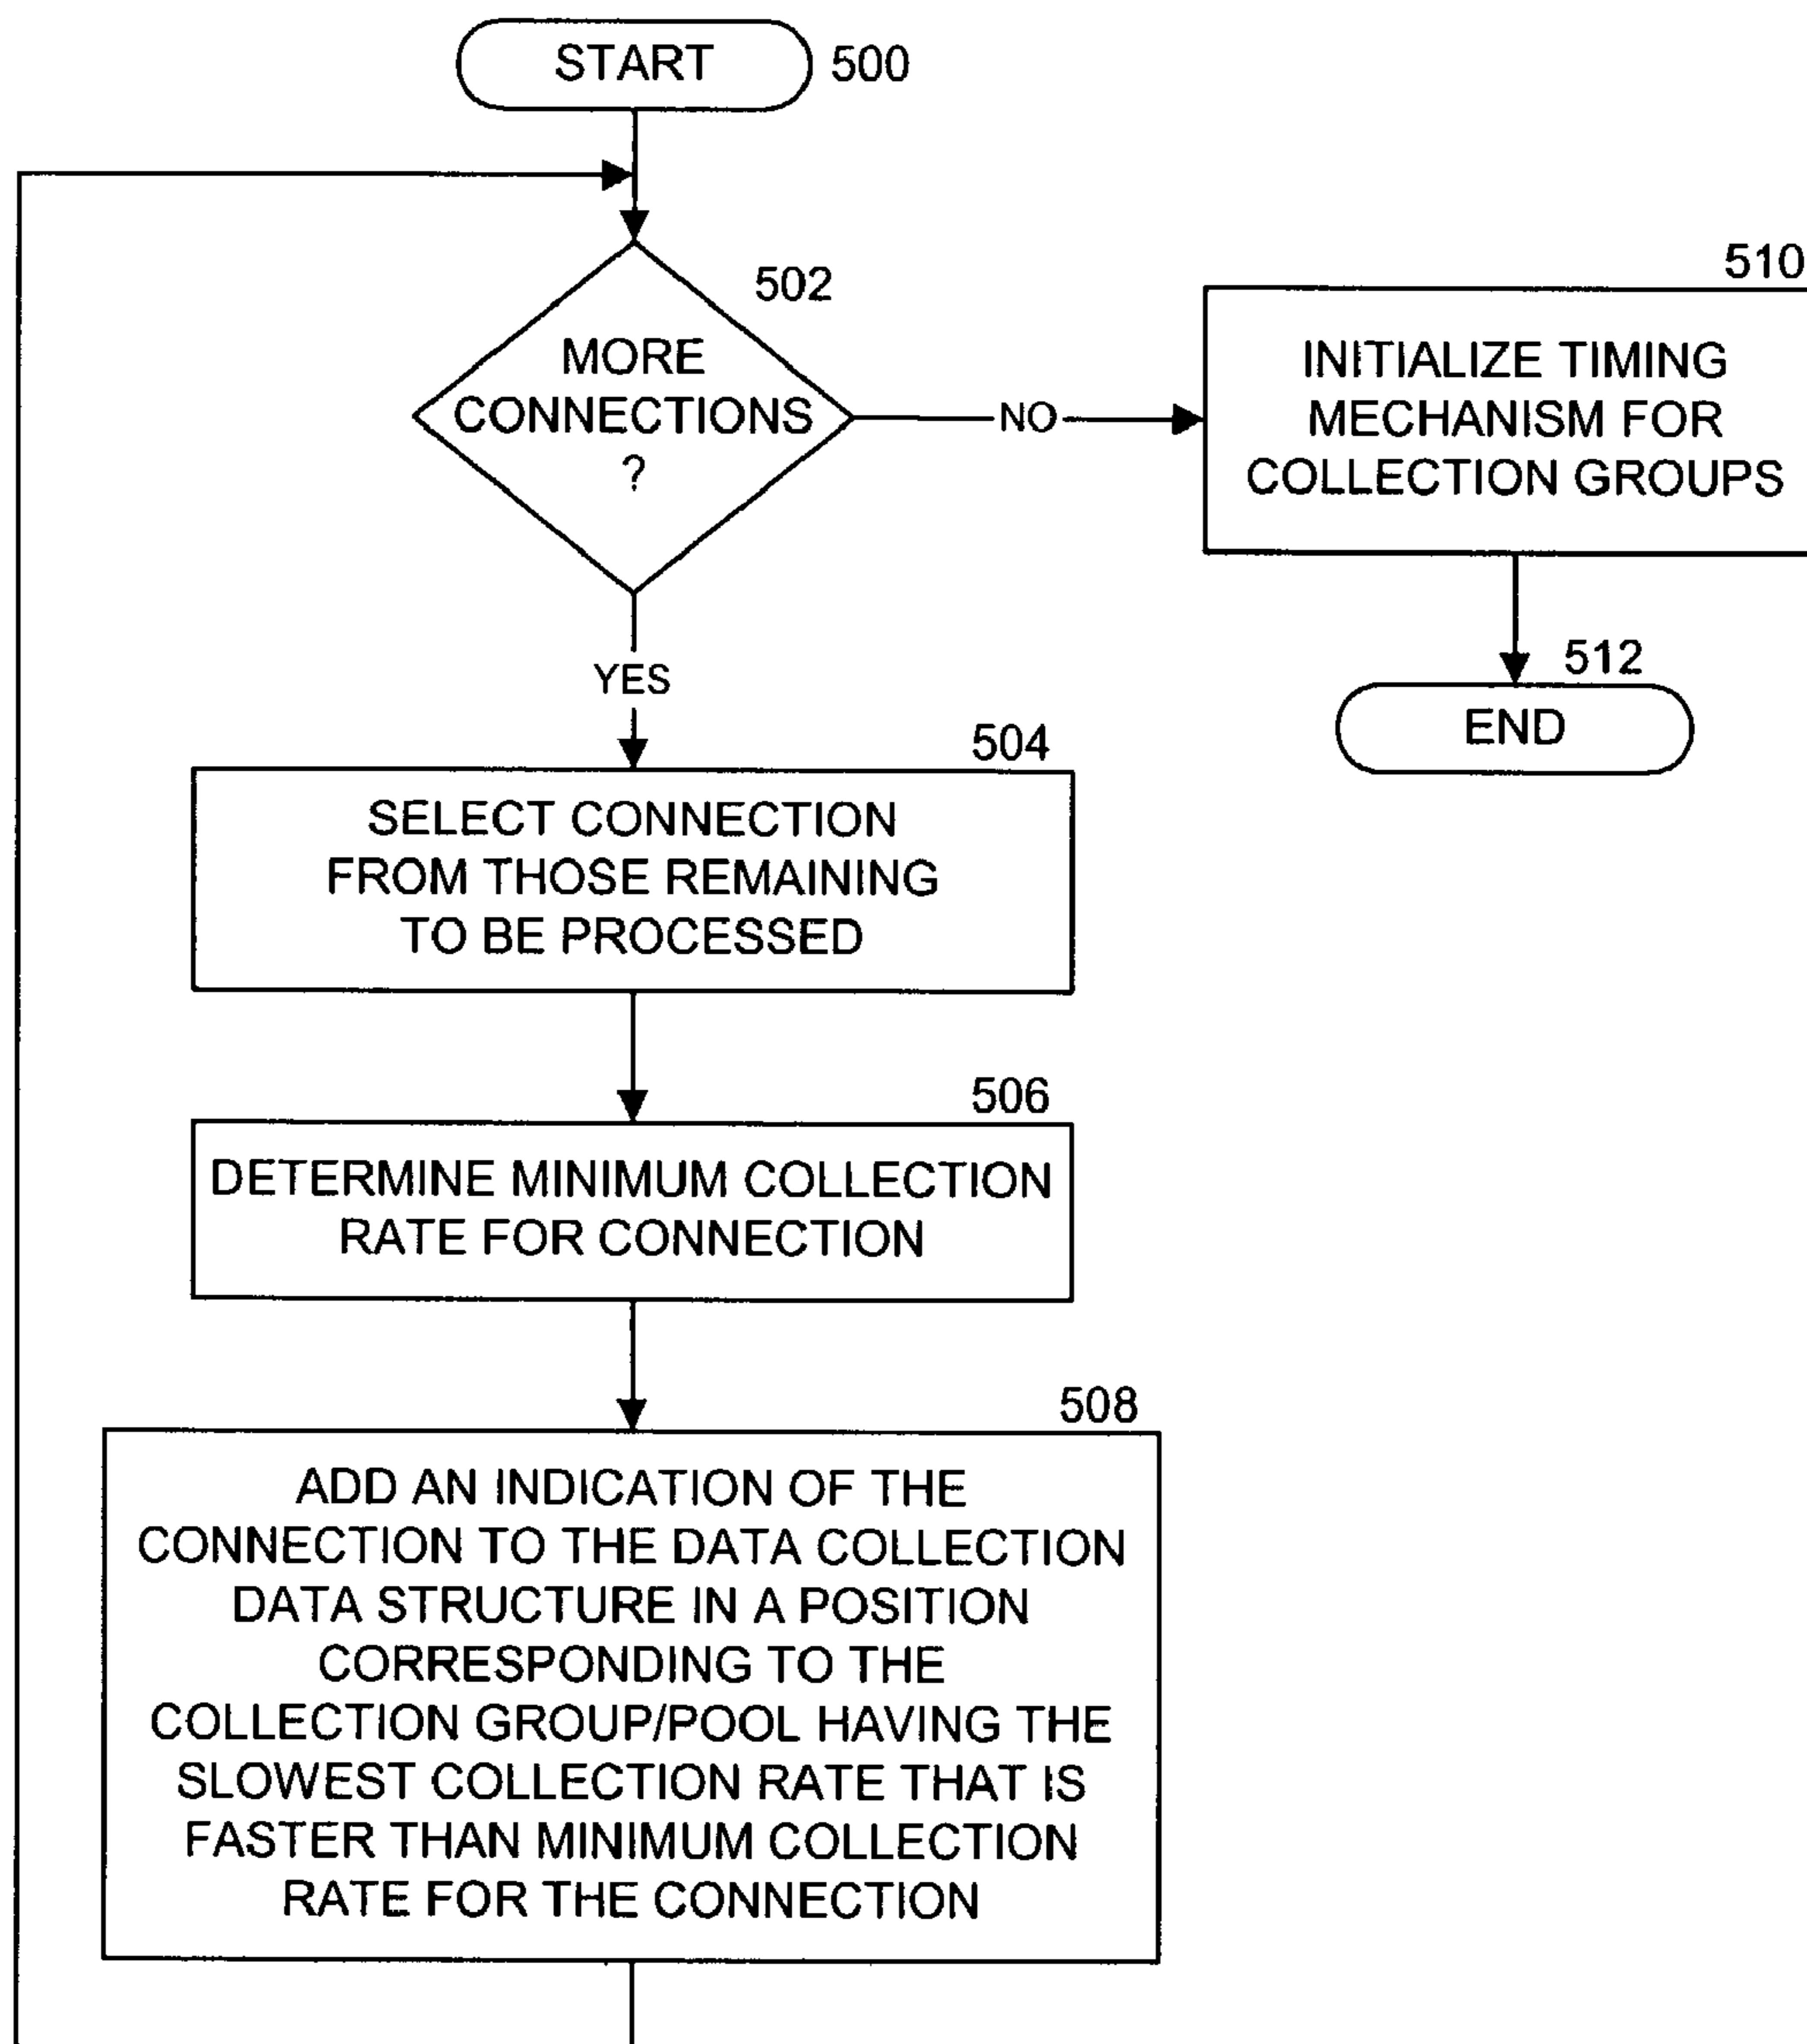 START
500
502
MORE
CONNECTIONS
?
NO
510
INITIALIZE TIMING
MECHANISM FOR
COLLECTION GROUPS
512
END
YES
504
SELECT CONNECTION
FROM THOSE REMAINING
TO BE PROCESSED
506
DETERMINE MINIMUM COLLECTION
RATE FOR CONNECTION
508
ADD AN INDICATION OF THE
CONNECTION TO THE DATA COLLECTION
DATA STRUCTURE IN A POSITION
CORRESPONDING TO THE
COLLECTION GROUP/POOL HAVING THE
SLOWEST COLLECTION RATE THAT IS
FASTER THAN MINIMUM COLLECTION
RATE FOR THE CONNECTION